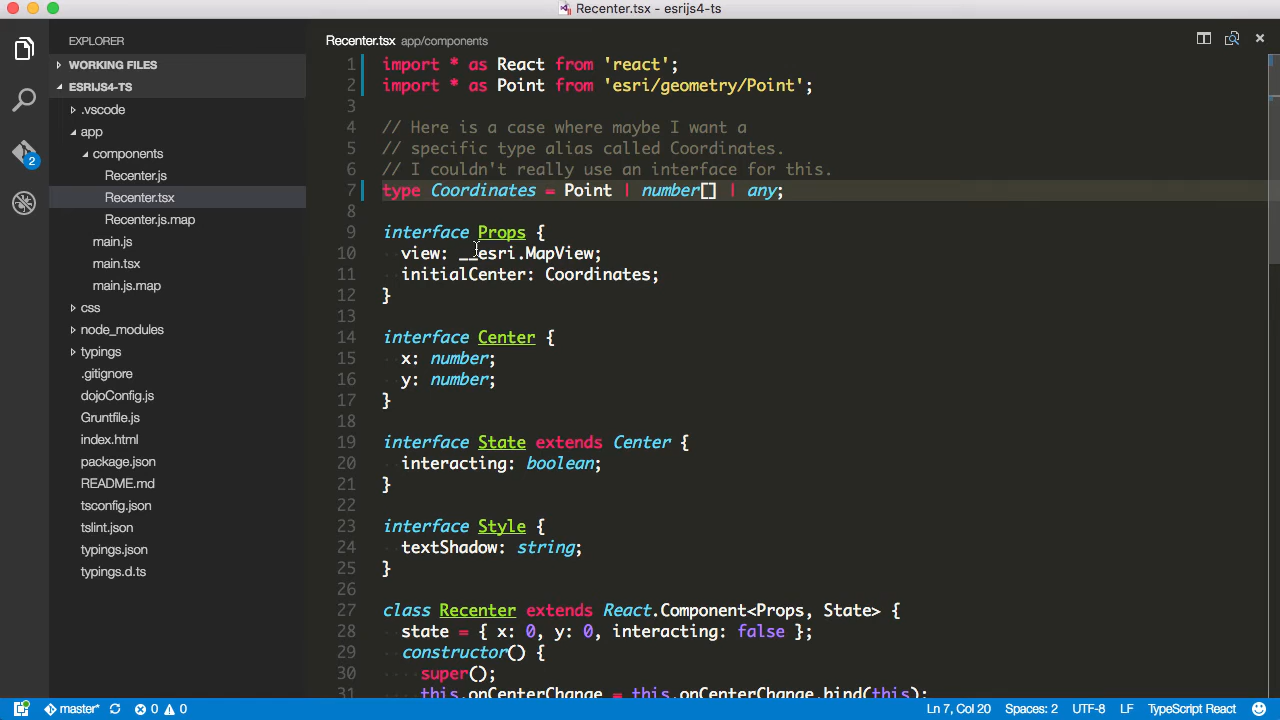 Recenter.tsx - esrijs4-ts
EXPLORER
WORKING FILES
ESRIJS4-TS
.vscode
app
components
Recenter.js
Recenter.tsx
Recenter.js.map
main.js
main.tsx
main.js.map
css
node_modules
typings
.gitignore
dojoConfig.js
Gruntfile.js
index.html
package.json
README.md
tsconfig.json
tslint.json
typings.json
typings.d.ts
2
Recenter.tsx app/components
1 import * as React from 'react';
2 import * as Point from 'esri/geometry/Point';
3
4 // Here is a case where maybe I want a
5 // specific type alias called Coordinates.
6 // I couldn't really use an interface for this.
7 type Coordinates = Point | number[] | any;
8
9 interface Props {
10 view: __esri.MapView;
11 initialCenter: Coordinates;
12 }
13
14 interface Center {
15 x: number;
16 y: number;
17 }
18
19 interface State extends Center {
20 interacting: boolean;
21 }
22
23 interface Style {
24 textShadow: string;
25 }
26
27 class Recenter extends React.Component<Props, State> {
28 state = { x: 0, y: 0, interacting: false };
29 constructor() {
30 super();
31 this.onCenterChange = this.onCenterChange.bind(this);
master* 0 0 Ln 7, Col 20 Spaces: 2 UTF-8 LF TypeScript React